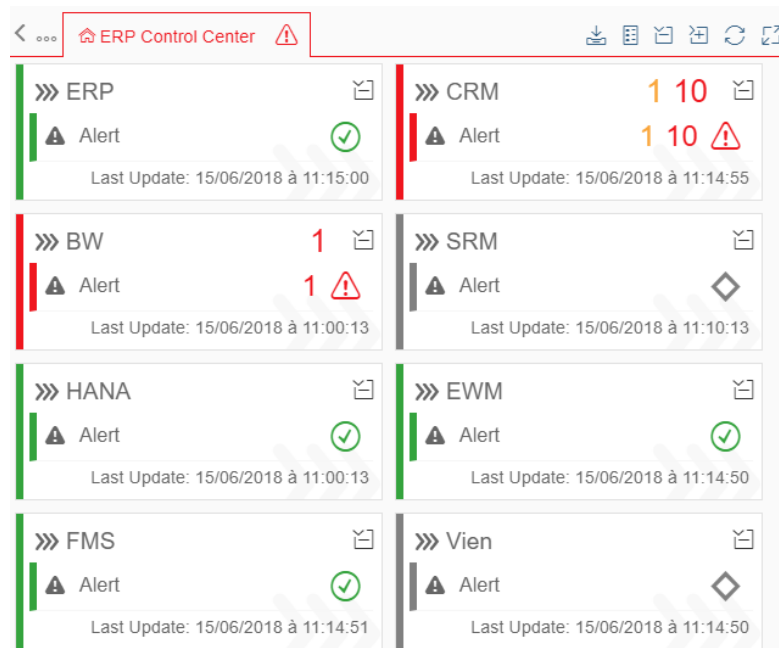 ERP Control Center
ERP
Alert
Last Update: 15/06/2018 à 11:15:00
CRM 1 10
Alert 1 10
Last Update: 15/06/2018 à 11:14:55
BW 1
Alert 1
Last Update: 15/06/2018 à 11:00:13
SRM
Alert
Last Update: 15/06/2018 à 11:10:13
HANA
Alert
Last Update: 15/06/2018 à 11:00:13
EWM
Alert
Last Update: 15/06/2018 à 11:14:50
FMS
Alert
Last Update: 15/06/2018 à 11:14:51
Vien
Alert
Last Update: 15/06/2018 à 11:14:50